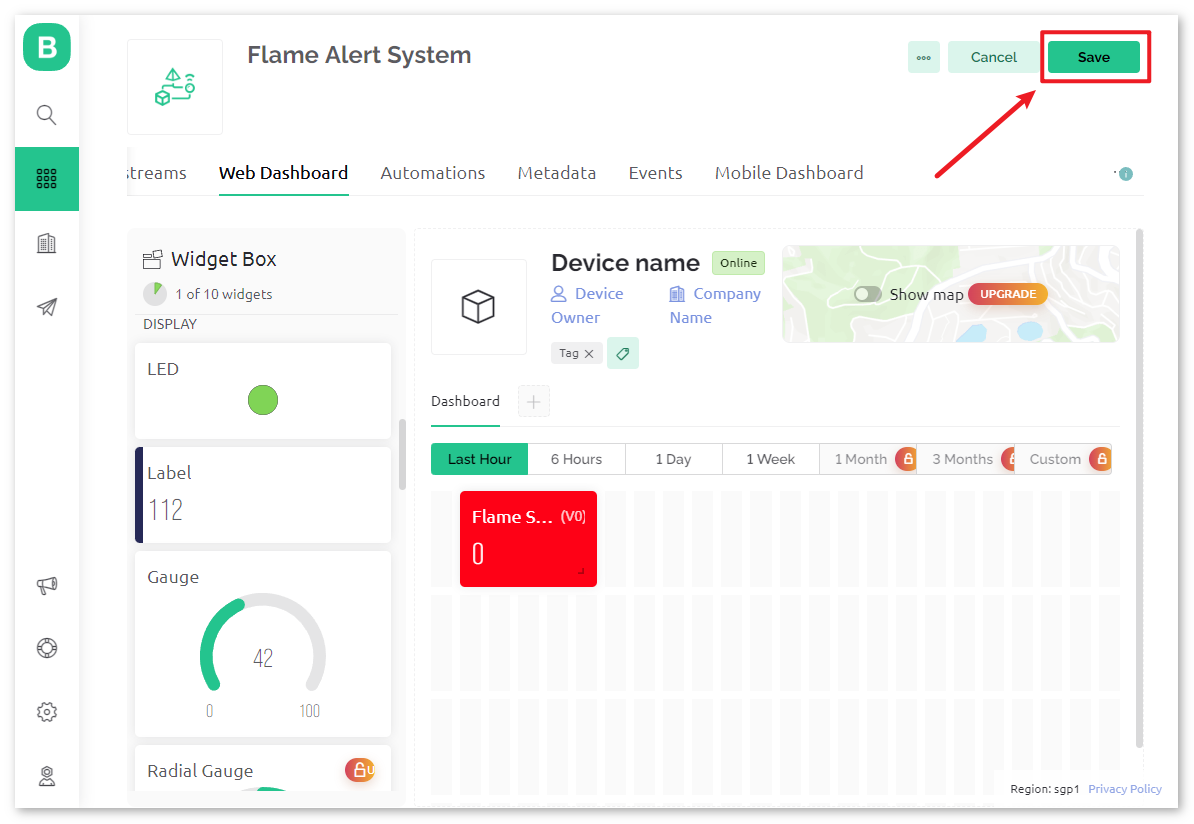 B
Flame Alert System
Cancel
Save
streams Web Dashboard Automations Metadata Events Mobile Dashboard
Widget Box
1 of 10 widgets
DISPLAY
LED
Label
112
Gauge
42
0 100
Radial Gauge
U
Device name Online
Device Owner
Company Name
Tag
Show map UPGRADE
Dashboard
Last Hour 6 Hours 1 Day 1 Week 1 Month 3 Months Custom
Flame S... (V0)
0
Region: sgp1 Privacy Policy